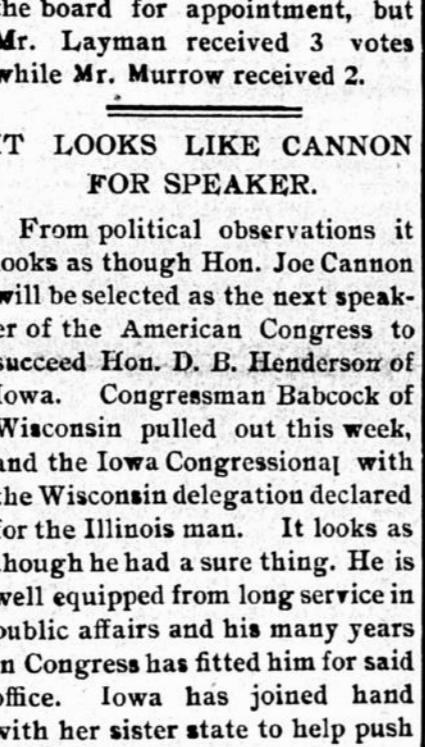 the board for appointment, but
Mr. Layman received 3 votes
while Mr. Murrow received 2.
IT LOOKS LIKE CANNON
FOR SPEAKER.
From political observations it
looks as though Hon. Joe Cannon
will be selected as the next speak-
er of the American Congress to
succeed Hon. D. B. Henderson of
Iowa. Congressman Babcock of
Wisconsin pulled out this week,
and the Iowa Congressional with
the Wisconsin delegation declared
for the Illinois man. It looks as
though he had a sure thing. He is
well equipped from long service in
public affairs and his many years
in Congress has fitted him for said
office. Iowa has joined hand
with her sister state to help push